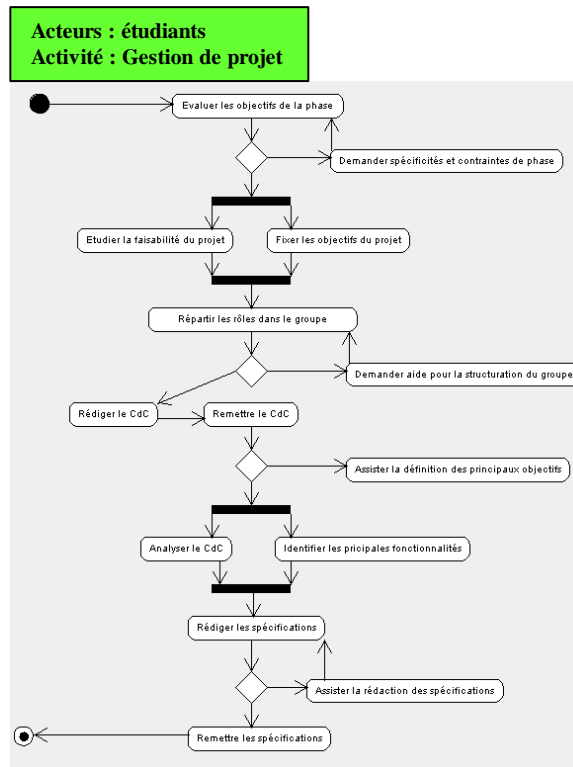 Acteurs : étudiants
Activité : Gestion de projet
Evaluer les objectifs de la phase
Demander spécificités et contraintes de phase
Etudier la faisabilité du projet
Fixer les objectifs du projet
Répartir les rôles dans le groupe
Demander aide pour la structuration du groupe
Rédiger le CdC
Remettre le CdC
Assister la définition des principaux objectifs
Analyser le CdC
Identifier les pricipales fonctionnalités
Rédiger les spécifications
Assister la rédaction des spécifications
Remettre les spécifications